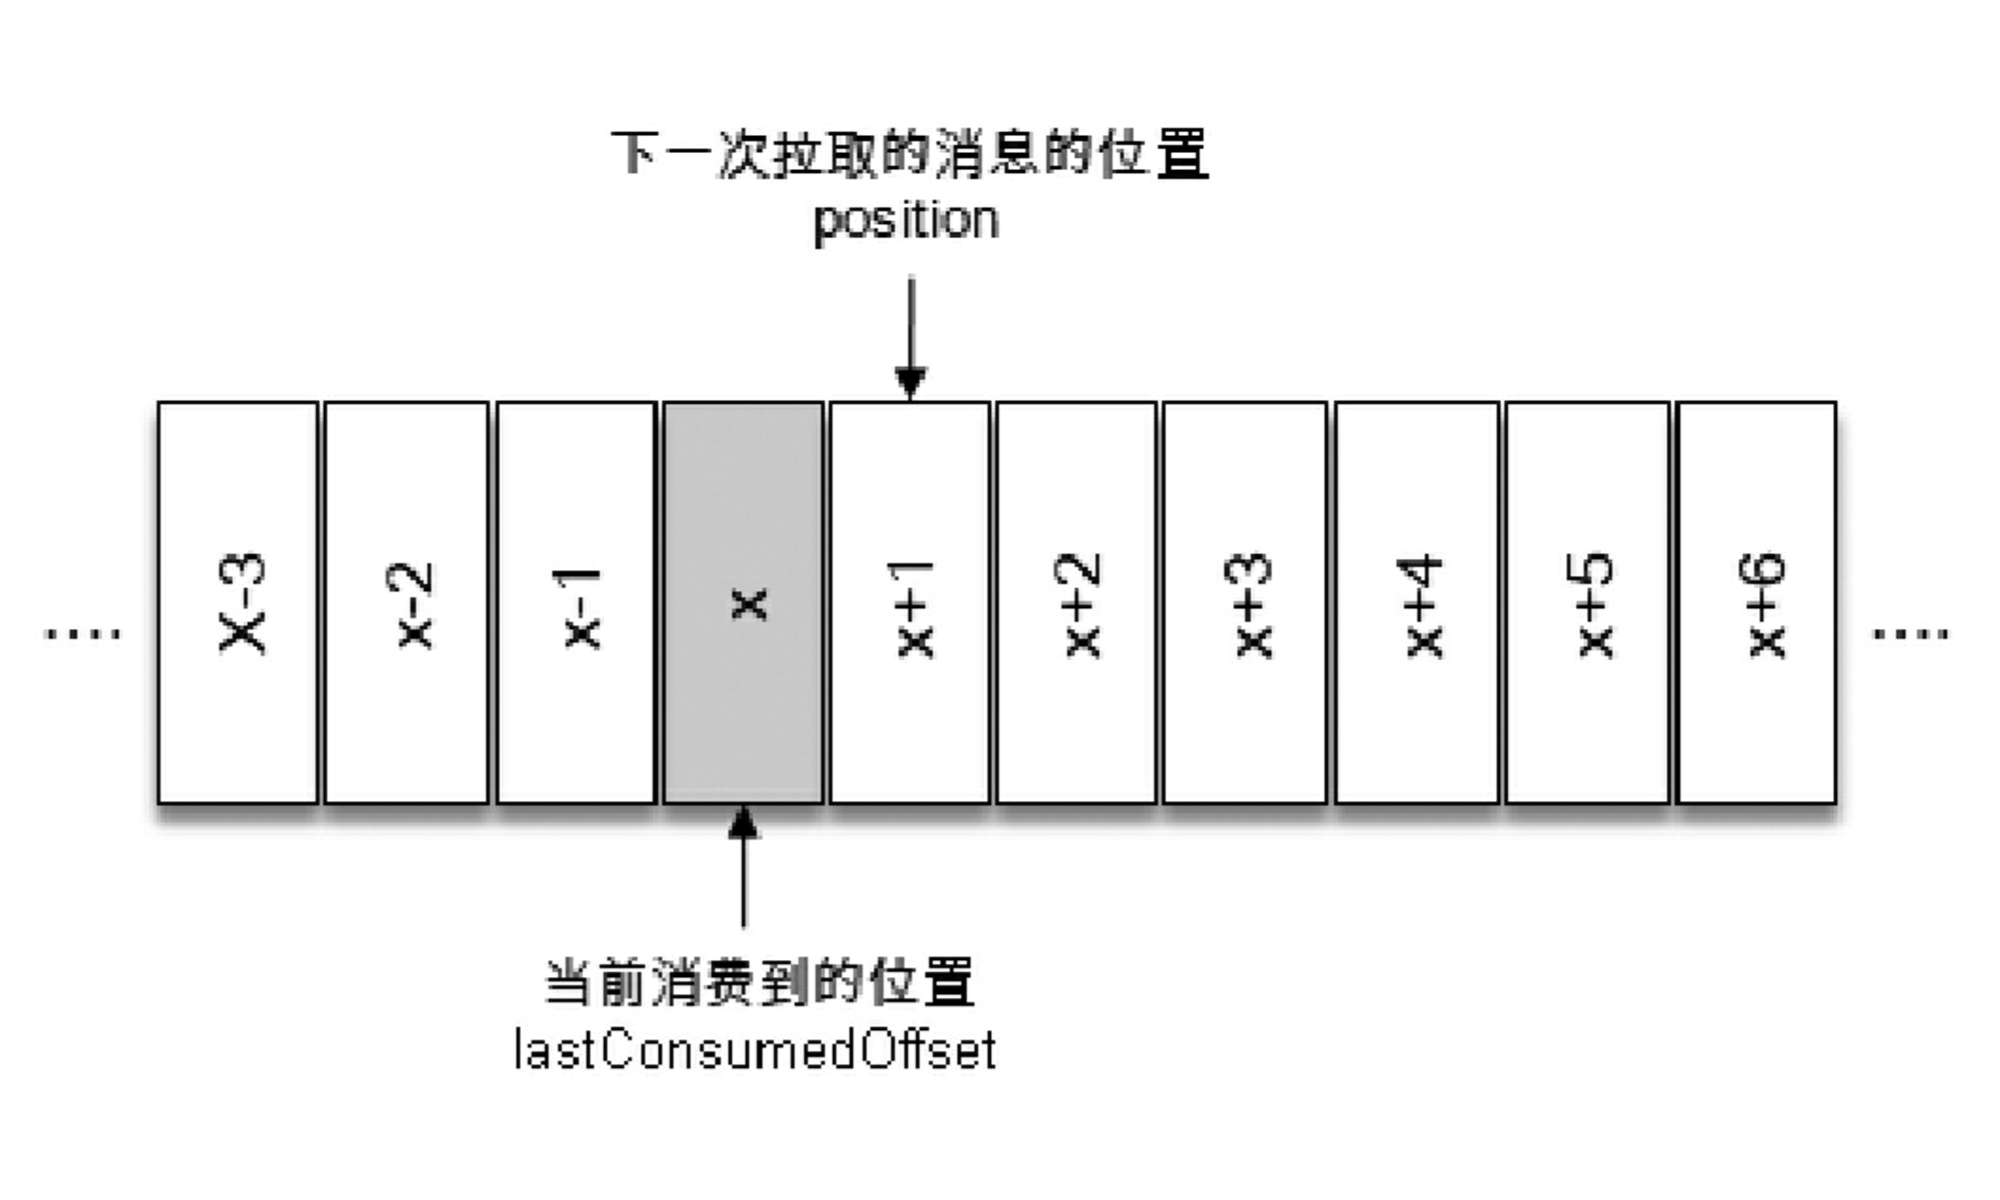 下一次拉取的消息的位置
position
.... X-3 x-2 x-1 x x+1 x+2 x+3 x+4 x+5 x+6 ....
当前消费到的位置
lastConsumedOffset